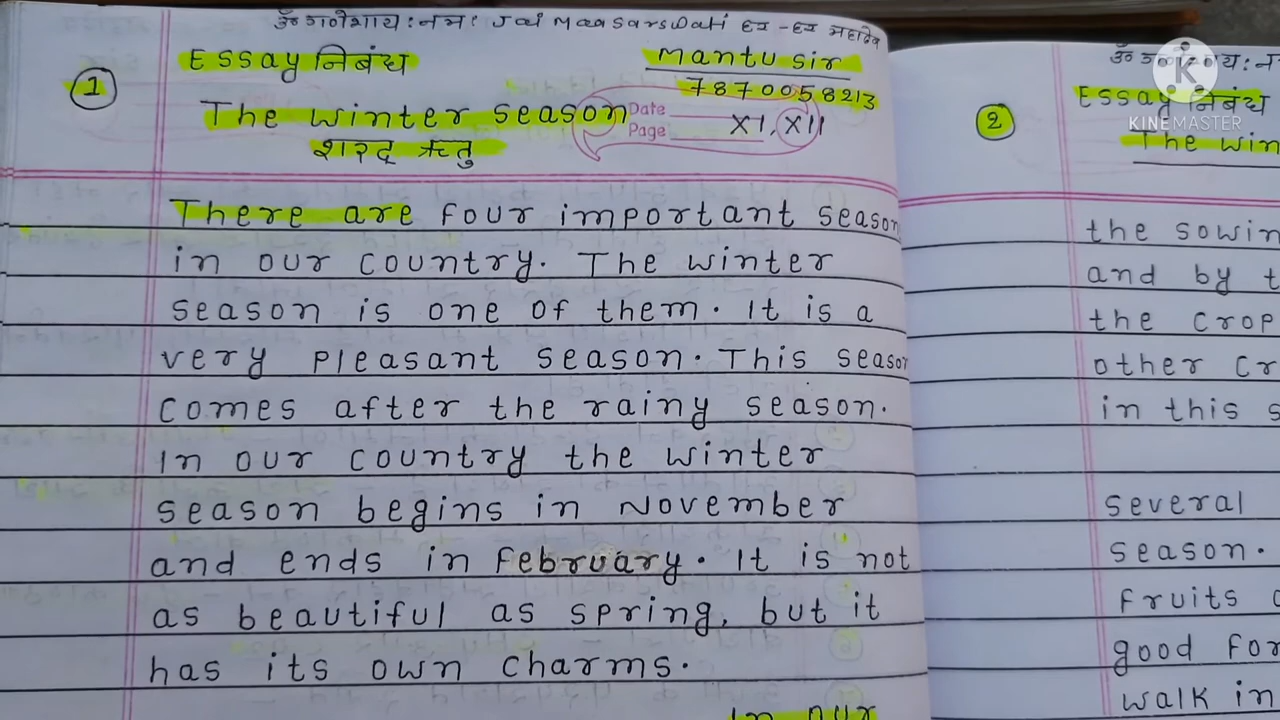 ॐ गणेशाय: नमः Jai Maa Sarswati हर-हर महादेव
Essay निबंध
Mantu sir
7870058213
1
The winter season
Date
Page
XI, XII
शरद ऋतु
There are four important season
in our country. The winter
season is one of them. It is a
very pleasant season. This season
comes after the rainy season.
In our country the winter
season begins in November
and ends in February. It is not
as beautiful as spring, but it
has its own charms.
In our
Essay निबंध
2
The win
the sowin
and by t
the crop
other cr
in this s
several
season.
fruits
good for
walk in
KINEMASTER